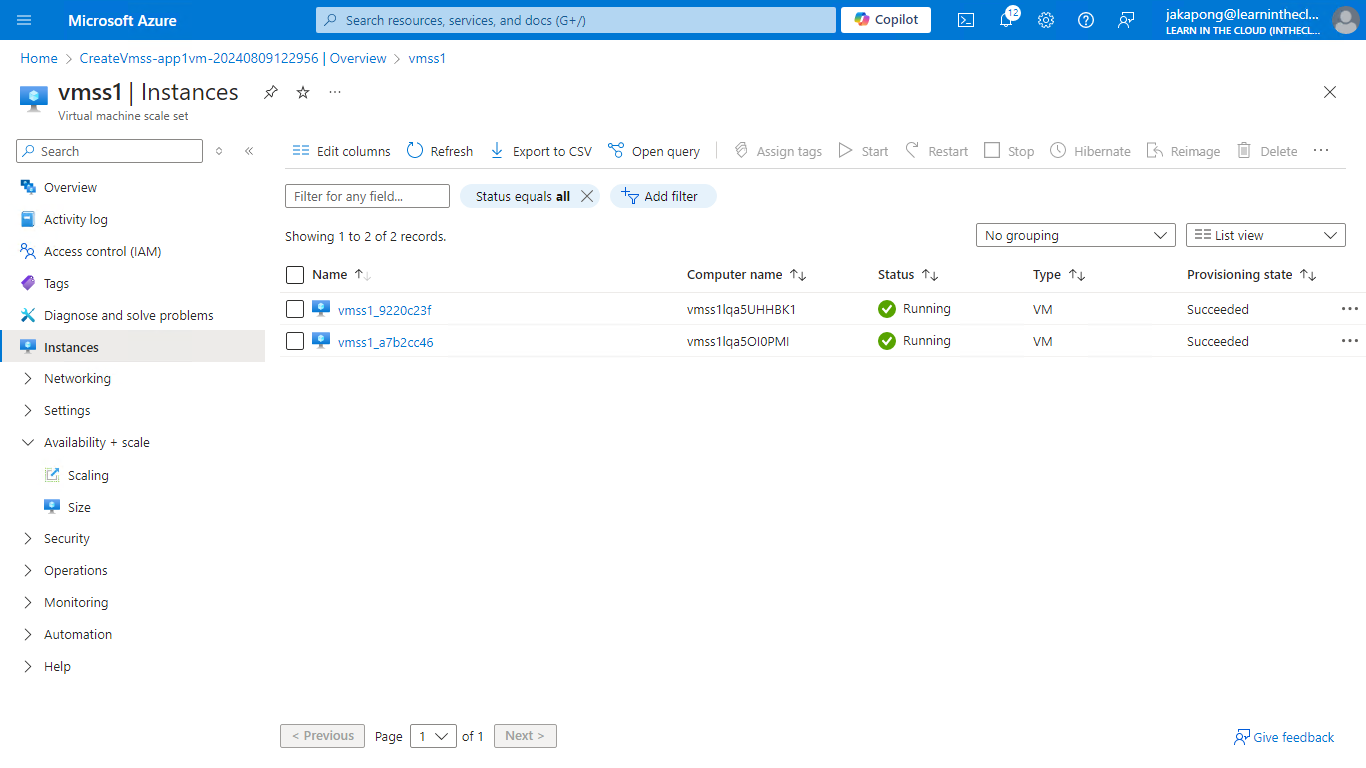 Microsoft Azure
Search resources, services, and docs (G+/)
Copilot
12
jakapong@learninthecl...
LEARN IN THE CLOUD (INTHECL...
Home > CreateVmss-app1vm-20240809122956 | Overview > vmss1
vmss1 | Instances
Virtual machine scale set
Search
Edit columns Refresh Export to CSV Open query Assign tags Start Restart Stop Hibernate Reimage Delete
Overview
Activity log
Access control (IAM)
Tags
Diagnose and solve problems
Instances
Networking
Settings
Availability + scale
Scaling
Size
Security
Operations
Monitoring
Automation
Help
Filter for any field...
Status equals all
Add filter
Showing 1 to 2 of 2 records.
No grouping
List view
Name Computer name Status Type Provisioning state
vmss1_9220c23f vmss1lqa5UHHBK1 Running VM Succeeded
vmss1_a7b2cc46 vmss1lqa5OI0PMI Running VM Succeeded
< Previous Page 1 of 1 Next >
Give feedback